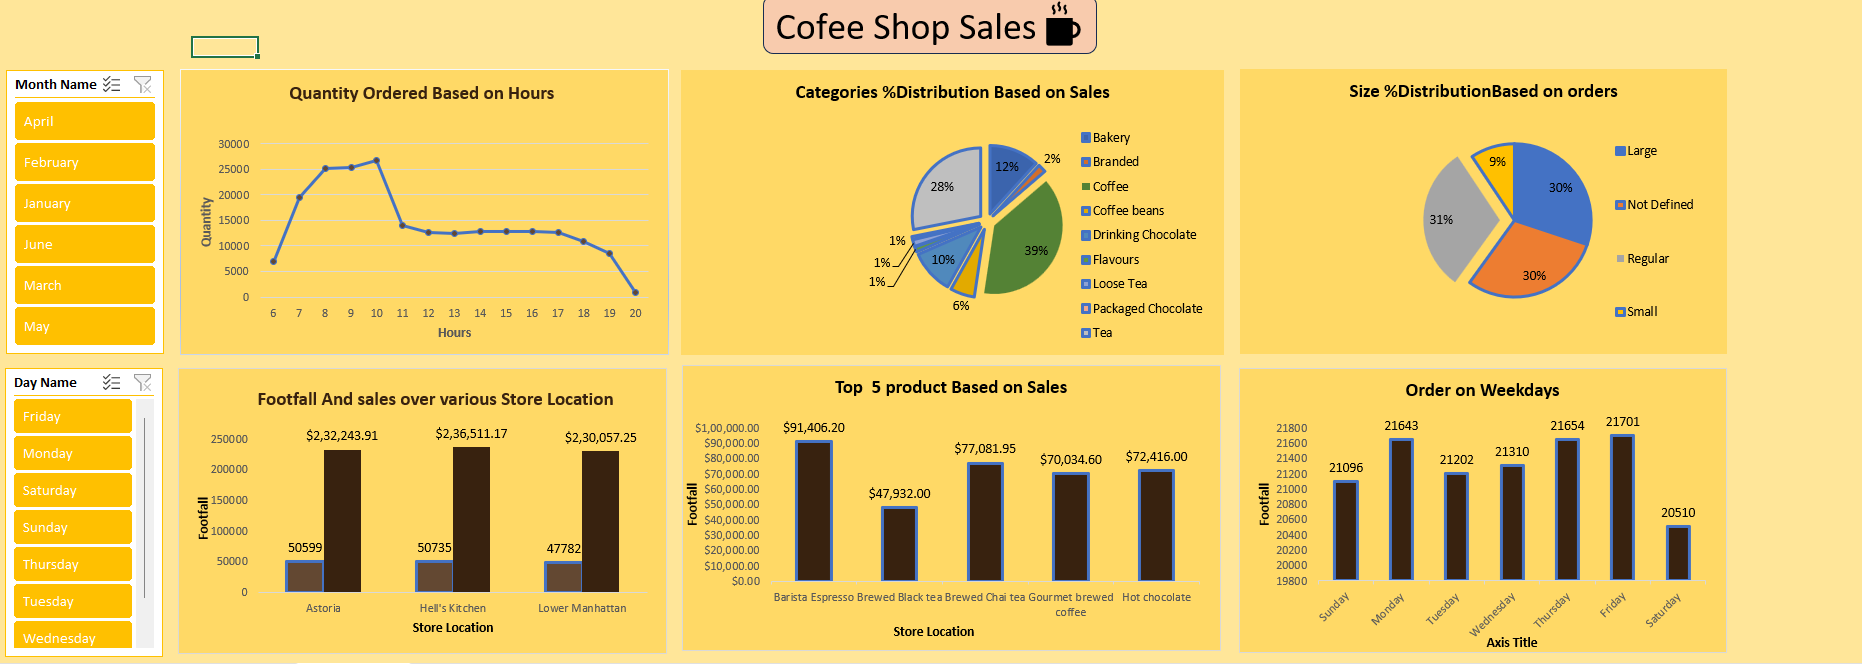 Cofee Shop Sales
Month Name
April
February
January
June
March
May
Day Name
Friday
Monday
Saturday
Sunday
Thursday
Tuesday
Wednesday
Quantity Ordered Based on Hours
Quantity
30000
25000
20000
15000
10000
5000
0
6 7 8 9 10 11 12 13 14 15 16 17 18 19 20
Hours
Categories %Distribution Based on Sales
12%
2%
39%
6%
10%
1%
1%
1%
28%
Bakery
Branded
Coffee
Coffee beans
Drinking Chocolate
Flavours
Loose Tea
Packaged Chocolate
Tea
Size %DistributionBased on orders
30%
30%
31%
9%
Large
Not Defined
Regular
Small
Footfall And sales over various Store Location
Footfall
250000
200000
150000
100000
50000
0
$2,32,243.91 $2,36,511.17 $2,30,057.25
50599 50735 47782
Astoria Hell's Kitchen Lower Manhattan
Store Location
Top 5 product Based on Sales
Footfall
$1,00,000.00
$90,000.00
$80,000.00
$70,000.00
$60,000.00
$50,000.00
$40,000.00
$30,000.00
$20,000.00
$10,000.00
$0.00
$91,406.20
$47,932.00
$77,081.95
$70,034.60
$72,416.00
Barista Espresso Brewed Black tea Brewed Chai tea Gourmet brewed coffee Hot chocolate
Store Location
Order on Weekdays
Footfall
21800
21600
21400
21200
21000
20800
20600
20400
20200
20000
19800
21096
21643
21202
21310
21654
21701
20510
Sunday Monday Tuesday Wednesday Thursday Friday Saturday
Axis Title